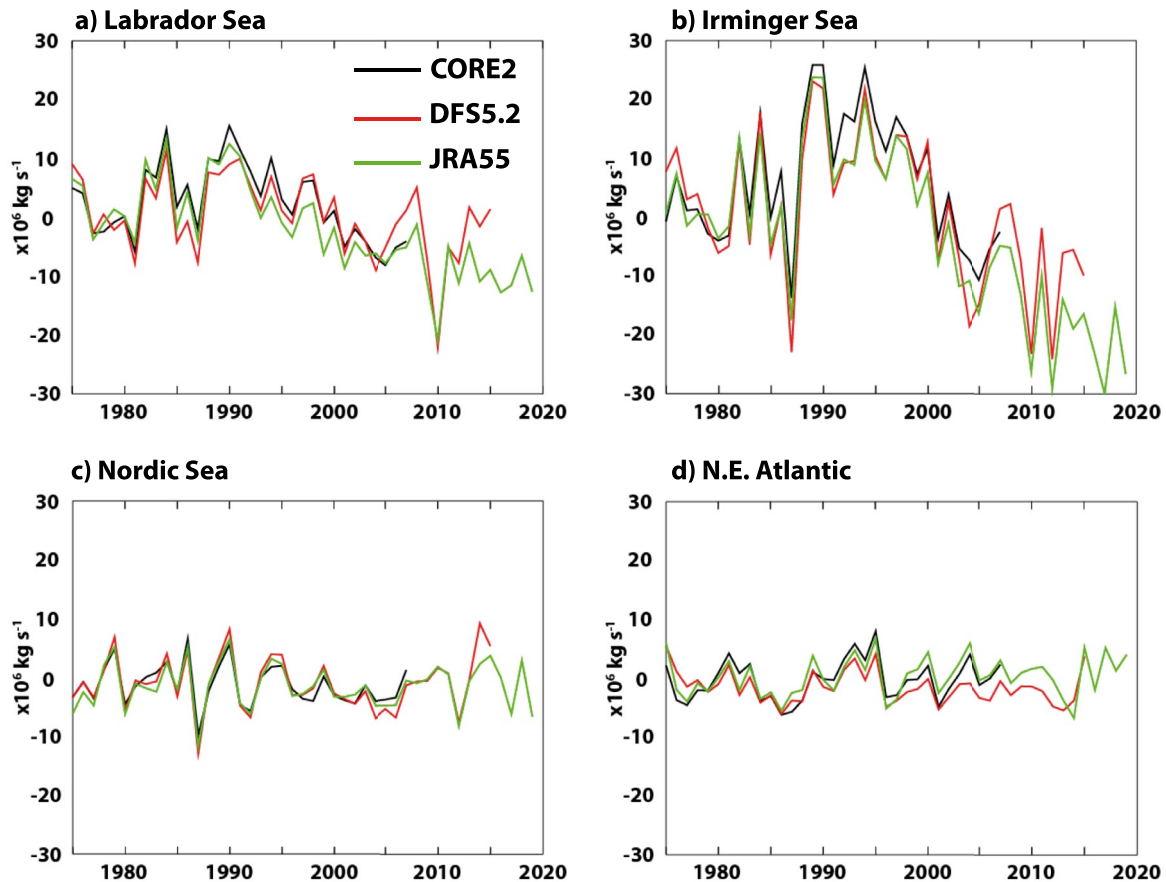 a) Labrador Sea
30
20
10
0
-10
-20
-30
x10⁶ kg s⁻¹
CORE2
DFS5.2
JRA55
1980 1990 2000 2010 2020
b) Irminger Sea
30
20
10
0
-10
-20
-30
x10⁶ kg s⁻¹
1980 1990 2000 2010 2020
c) Nordic Sea
30
20
10
0
-10
-20
-30
x10⁶ kg s⁻¹
1980 1990 2000 2010 2020
d) N.E. Atlantic
30
20
10
0
-10
-20
-30
x10⁶ kg s⁻¹
1980 1990 2000 2010 2020